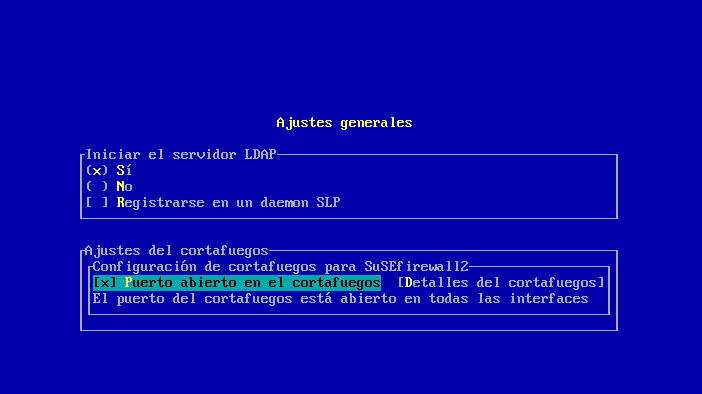 Ajustes generales
Iniciar el servidor LDAP
(x) Sí
( ) No
[ ] Registrarse en un daemon SLP
Ajustes del cortafuegos
Configuración de cortafuegos para SuSEfirewall2
[x] Puerto abierto en el cortafuegos [Detalles del cortafuegos]
El puerto del cortafuegos está abierto en todas las interfaces